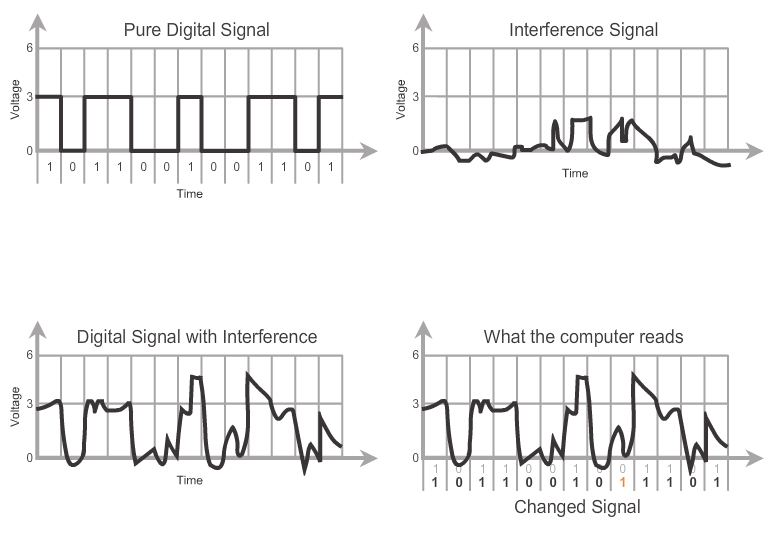 Pure Digital Signal
6
3
0
Voltage
1 0 1 1 0 0 1 0 0 1 1 0 1
Time
Interference Signal
6
3
0
Voltage
Time
Digital Signal with Interference
6
3
0
Voltage
Time
What the computer reads
6
3
0
1 0 1 1 0 0 1 0 0 1 1 0 1
1 0 1 1 0 0 1 0 1 1 1 0 1
Changed Signal